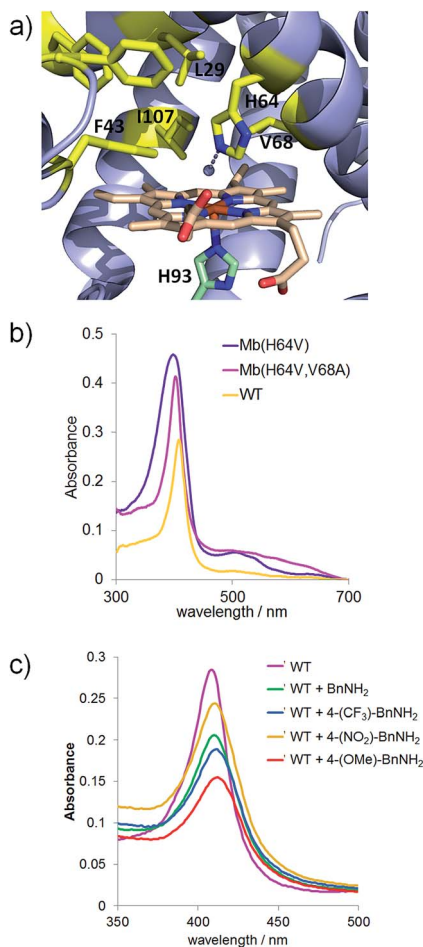 a)
L29
H64
I107
F43
V68
H93
b)
0.5
0.4
0.3
0.2
0.1
0
Absorbance
Mb(H64V)
Mb(H64V,V68A)
WT
300
500
700
wavelength / nm
c)
0.3
0.25
0.2
0.15
0.1
0.05
0
Absorbance
' WT
' WT + BnNH2
' WT + 4-(CF3)-BnNH2
' WT + 4-(NO2)-BnNH2
' WT + 4-(OMe)-BnNH2
350
400
450
500
wavelength / nm